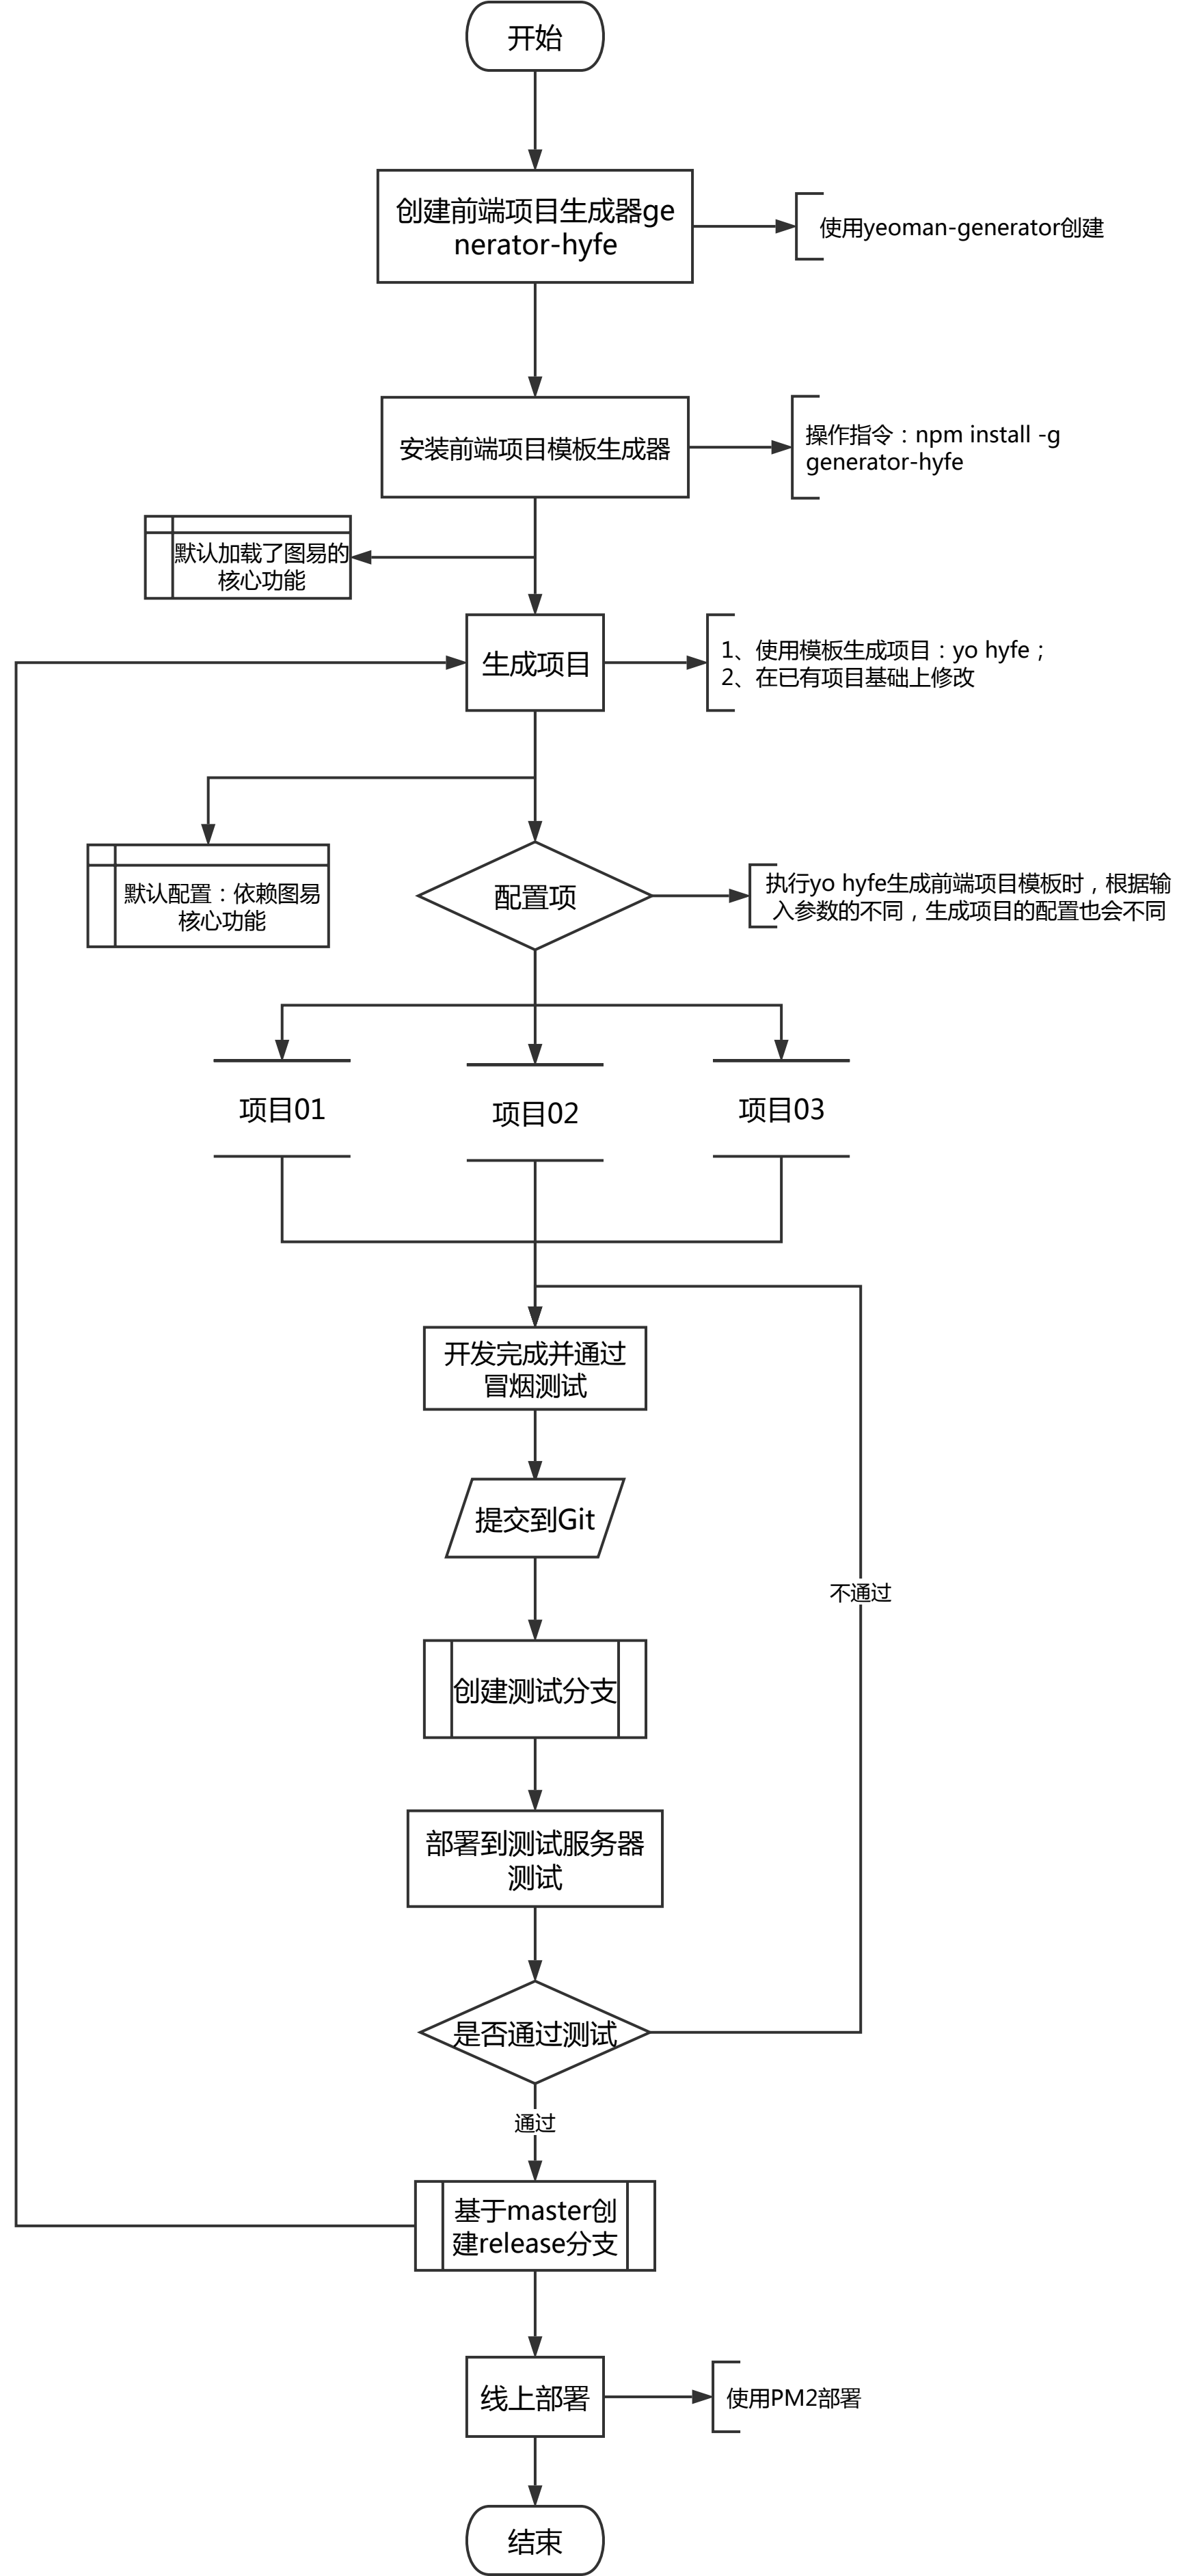 开始
创建前端项目生成器ge
nerator-hyfe
使用yeoman-generator创建
安装前端项目模板生成器
操作指令：npm install -g
generator-hyfe
默认加载了图易的
核心功能
生成项目
1、使用模板生成项目：yo hyfe；
2、在已有项目基础上修改
默认配置：依赖图易
核心功能
配置项
执行yo hyfe生成前端项目模板时，根据输
入参数的不同，生成项目的配置也会不同
项目01
项目02
项目03
开发完成并通过
冒烟测试
提交到Git
不通过
创建测试分支
部署到测试服务器
测试
是否通过测试
通过
基于master创
建release分支
线上部署
使用PM2部署
结束